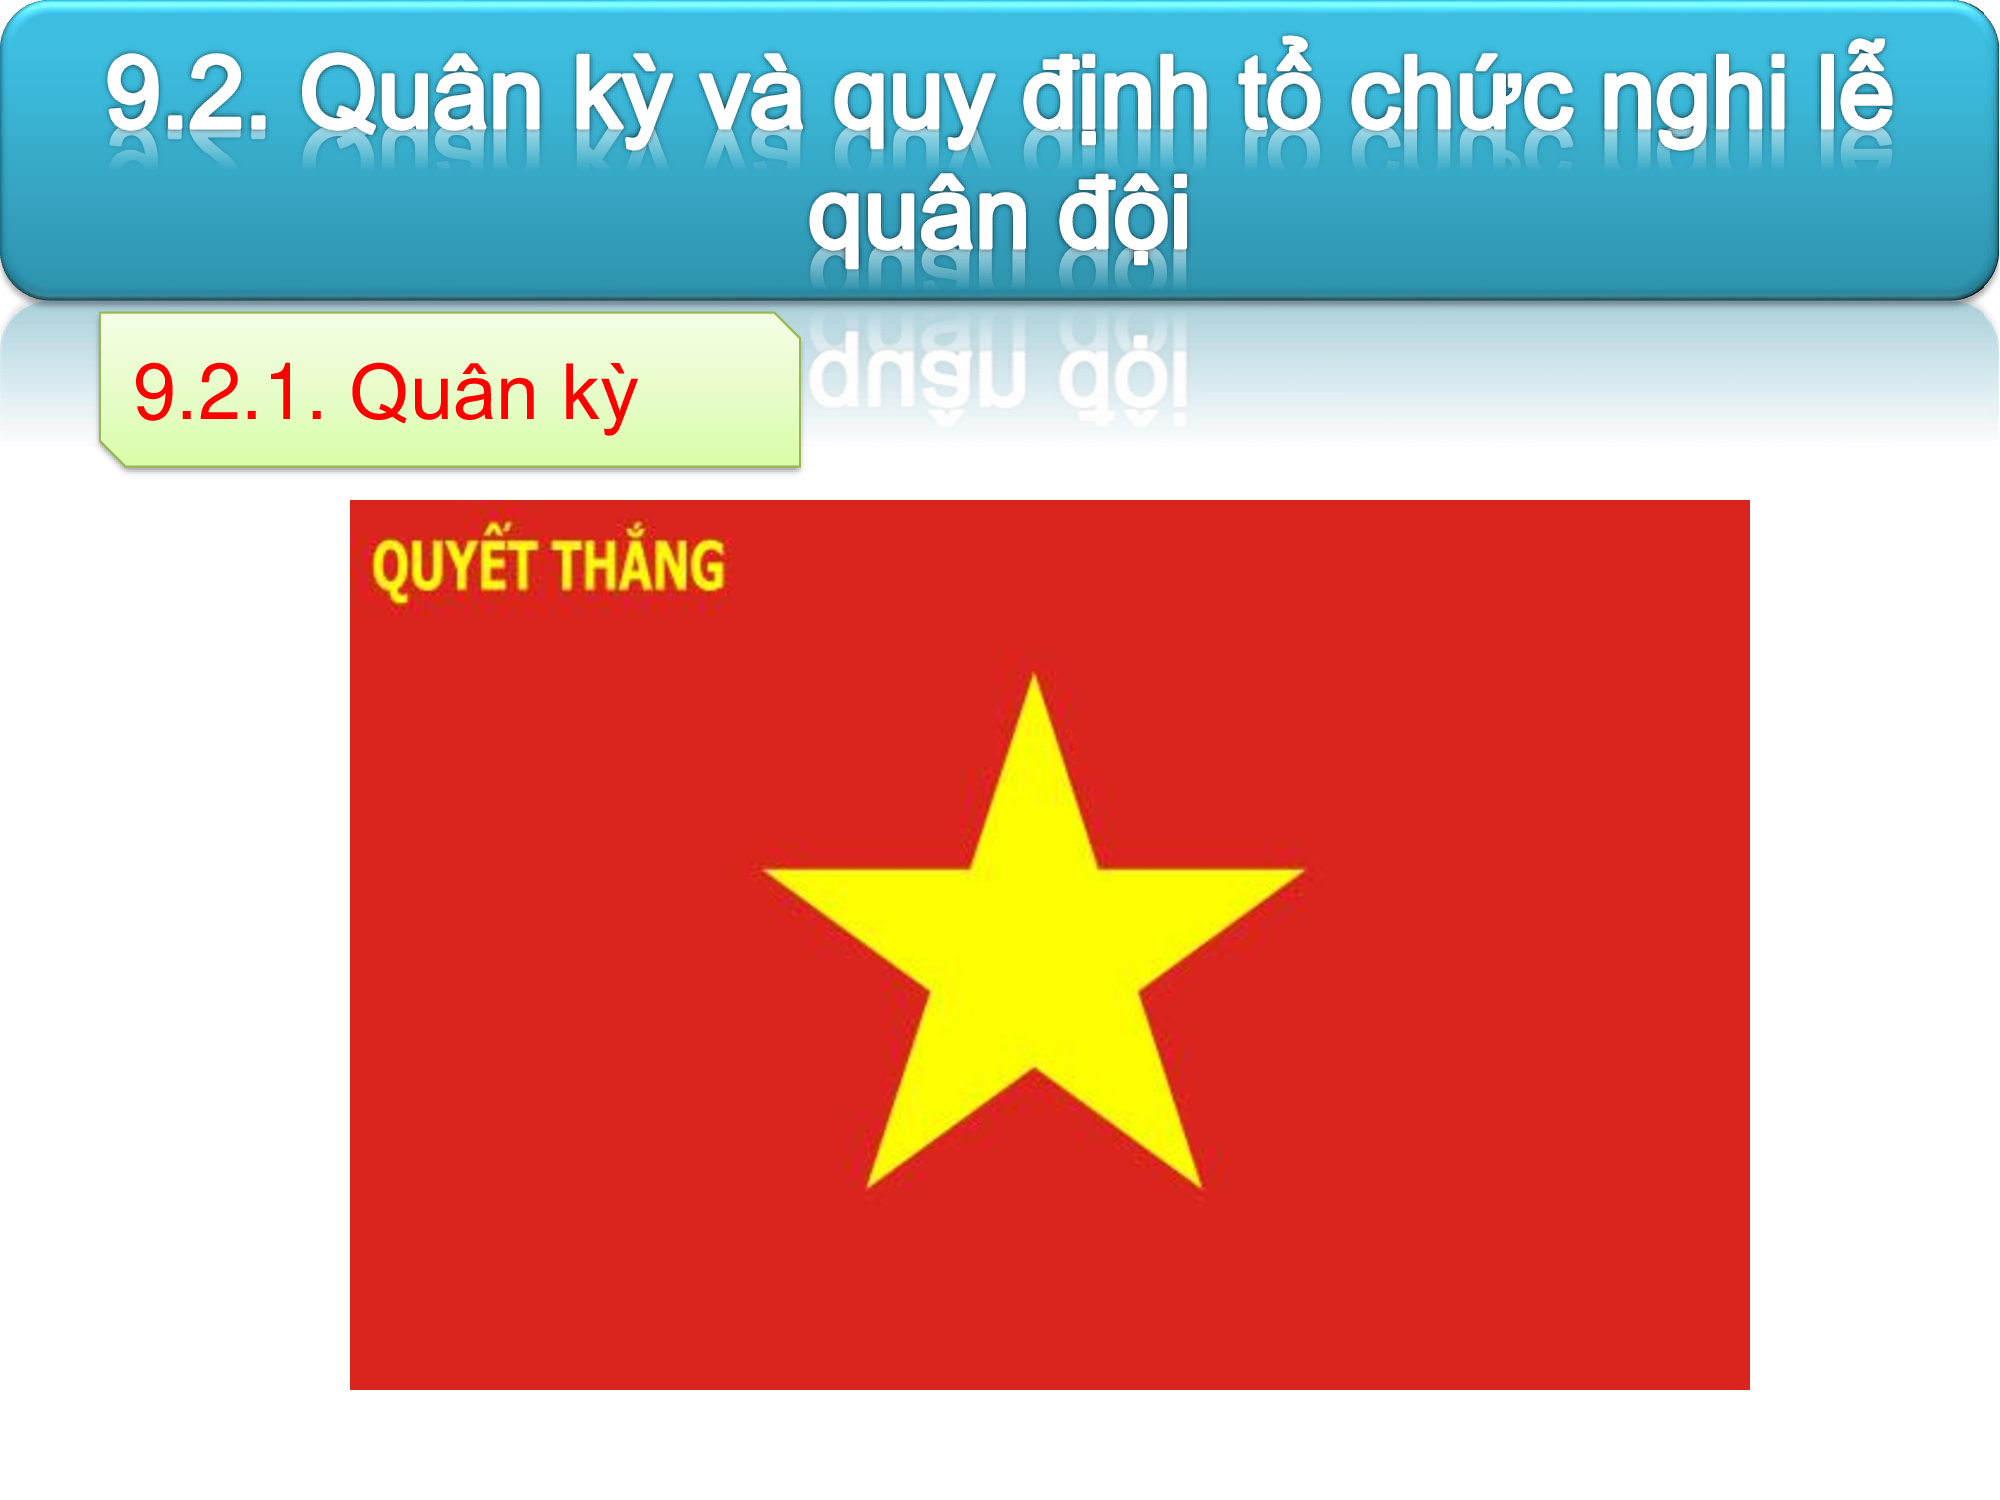 9.2. Quân kỳ và quy định tổ chức nghi lễ
quân đội
9.2.1. Quân kỳ
QUYẾT THẮNG